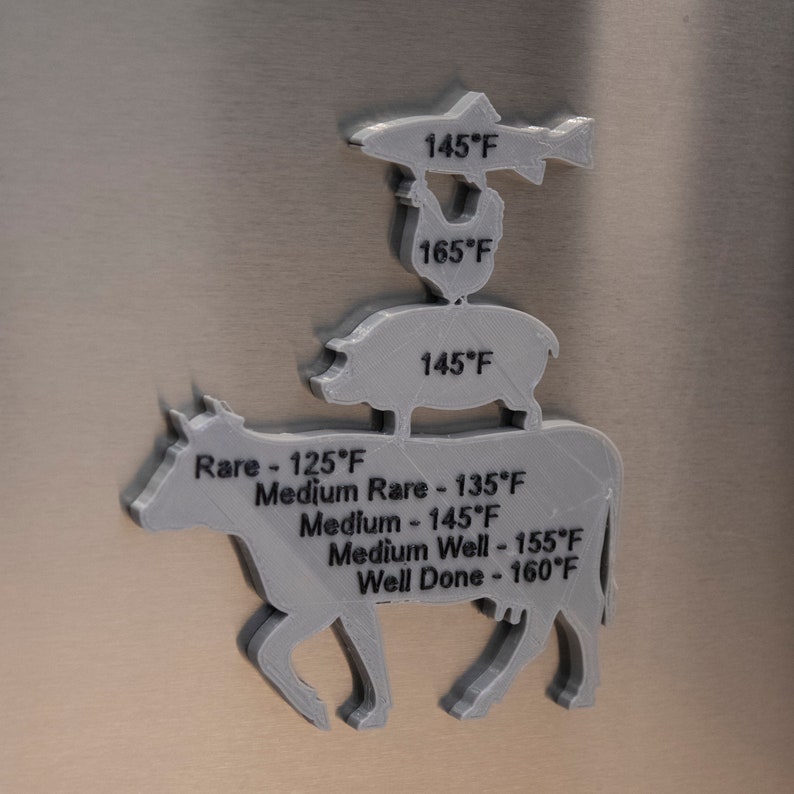 145°F
165°F
145°F
Rare - 125°F
Medium Rare - 135°F
Medium - 145°F
Medium Well - 155°F
Well Done - 160°F